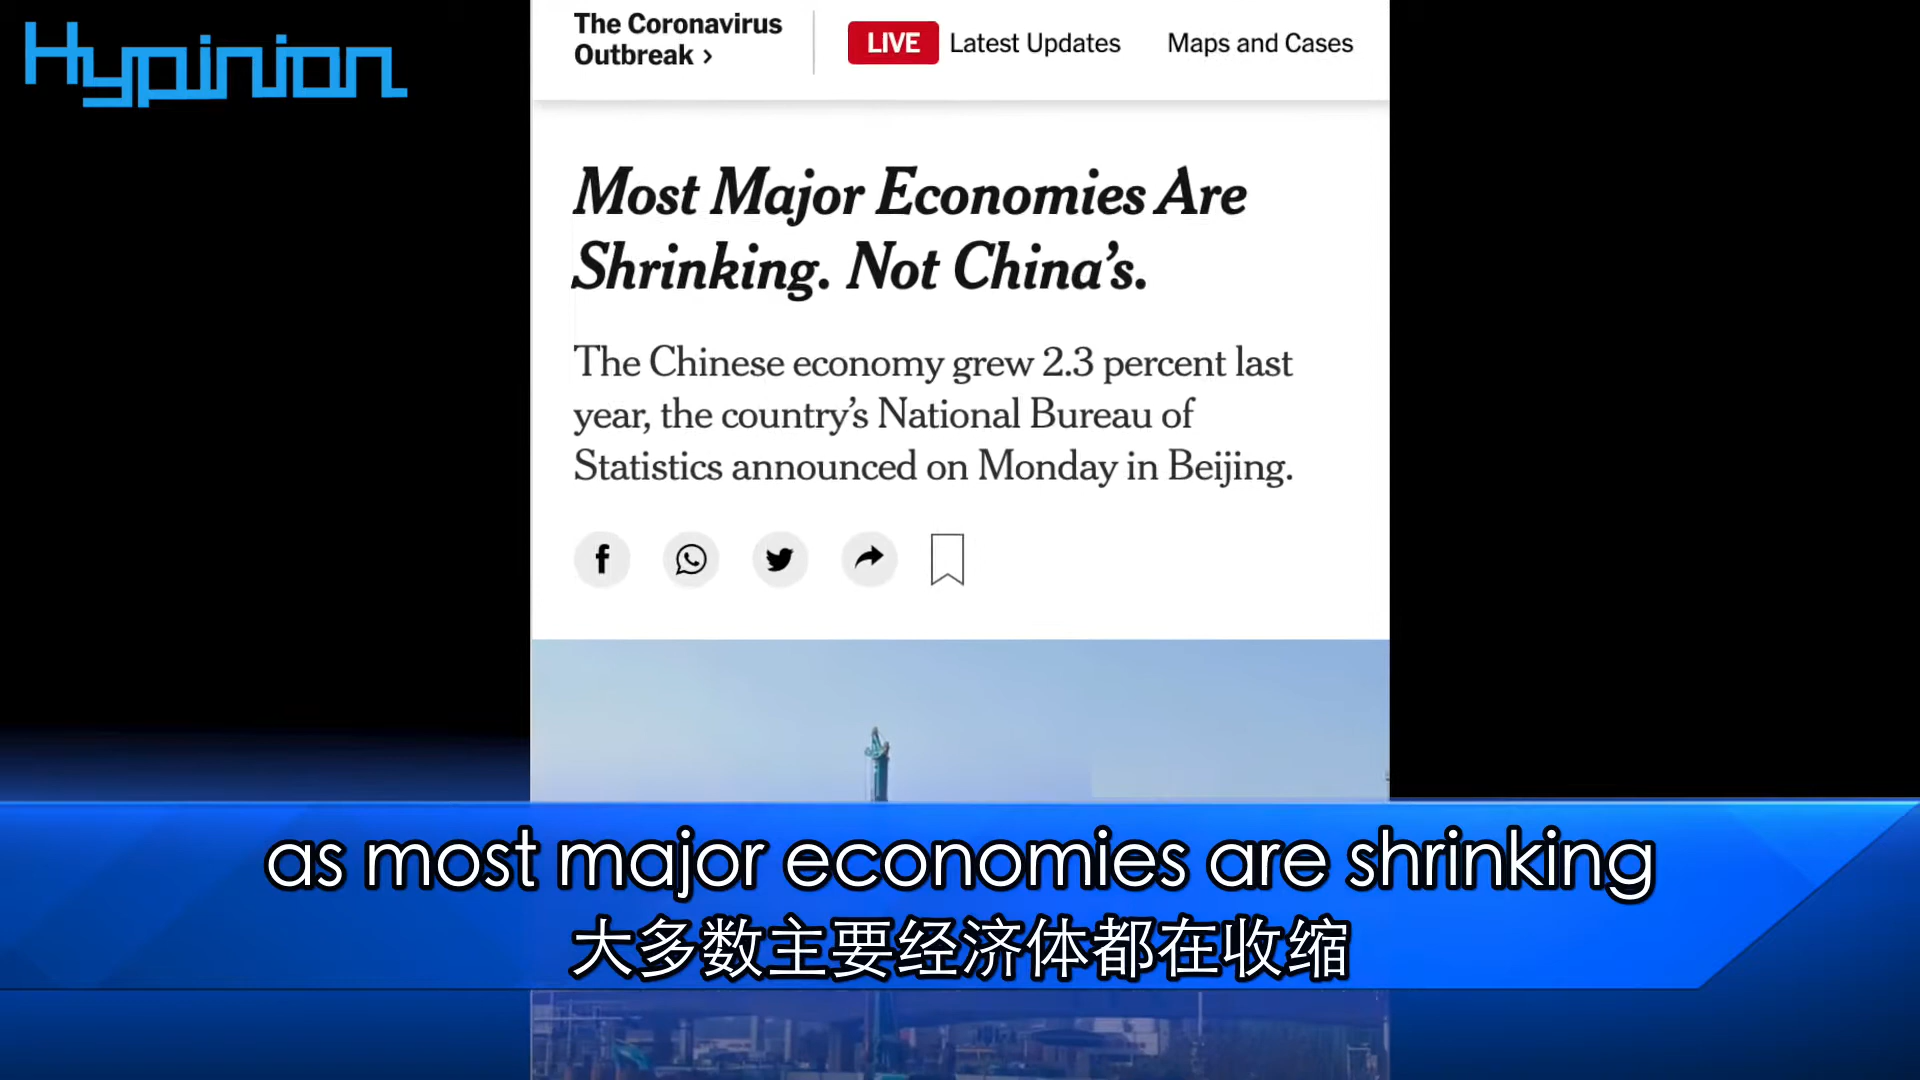 Hypinion
The Coronavirus
Outbreak ›
LIVE Latest Updates Maps and Cases
Most Major Economies Are
Shrinking. Not China’s.
The Chinese economy grew 2.3 percent last
year, the country’s National Bureau of
Statistics announced on Monday in Beijing.
as most major economies are shrinking
大多数主要经济体都在收缩